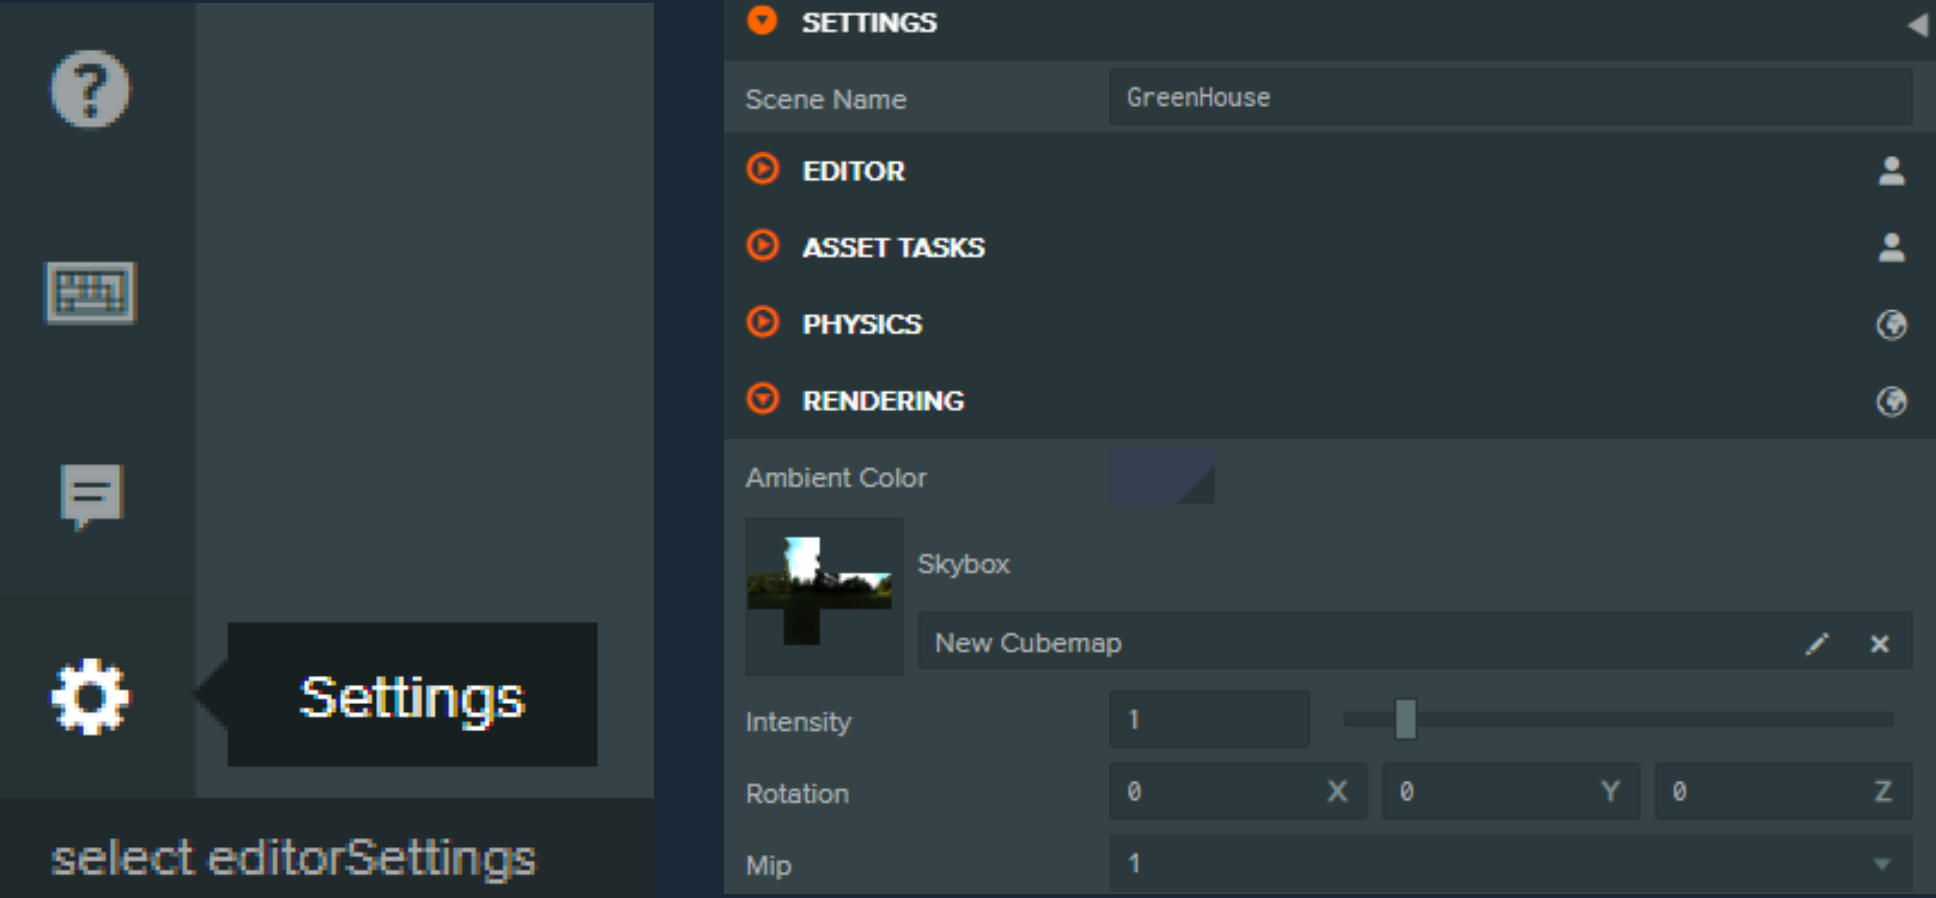 Settings
select editorSettings
SETTINGS
Scene Name GreenHouse
EDITOR
ASSET TASKS
PHYSICS
RENDERING
Ambient Color
Skybox
New Cubemap
Intensity 1
Rotation 0 X 0 Y 0 Z
Mip 1